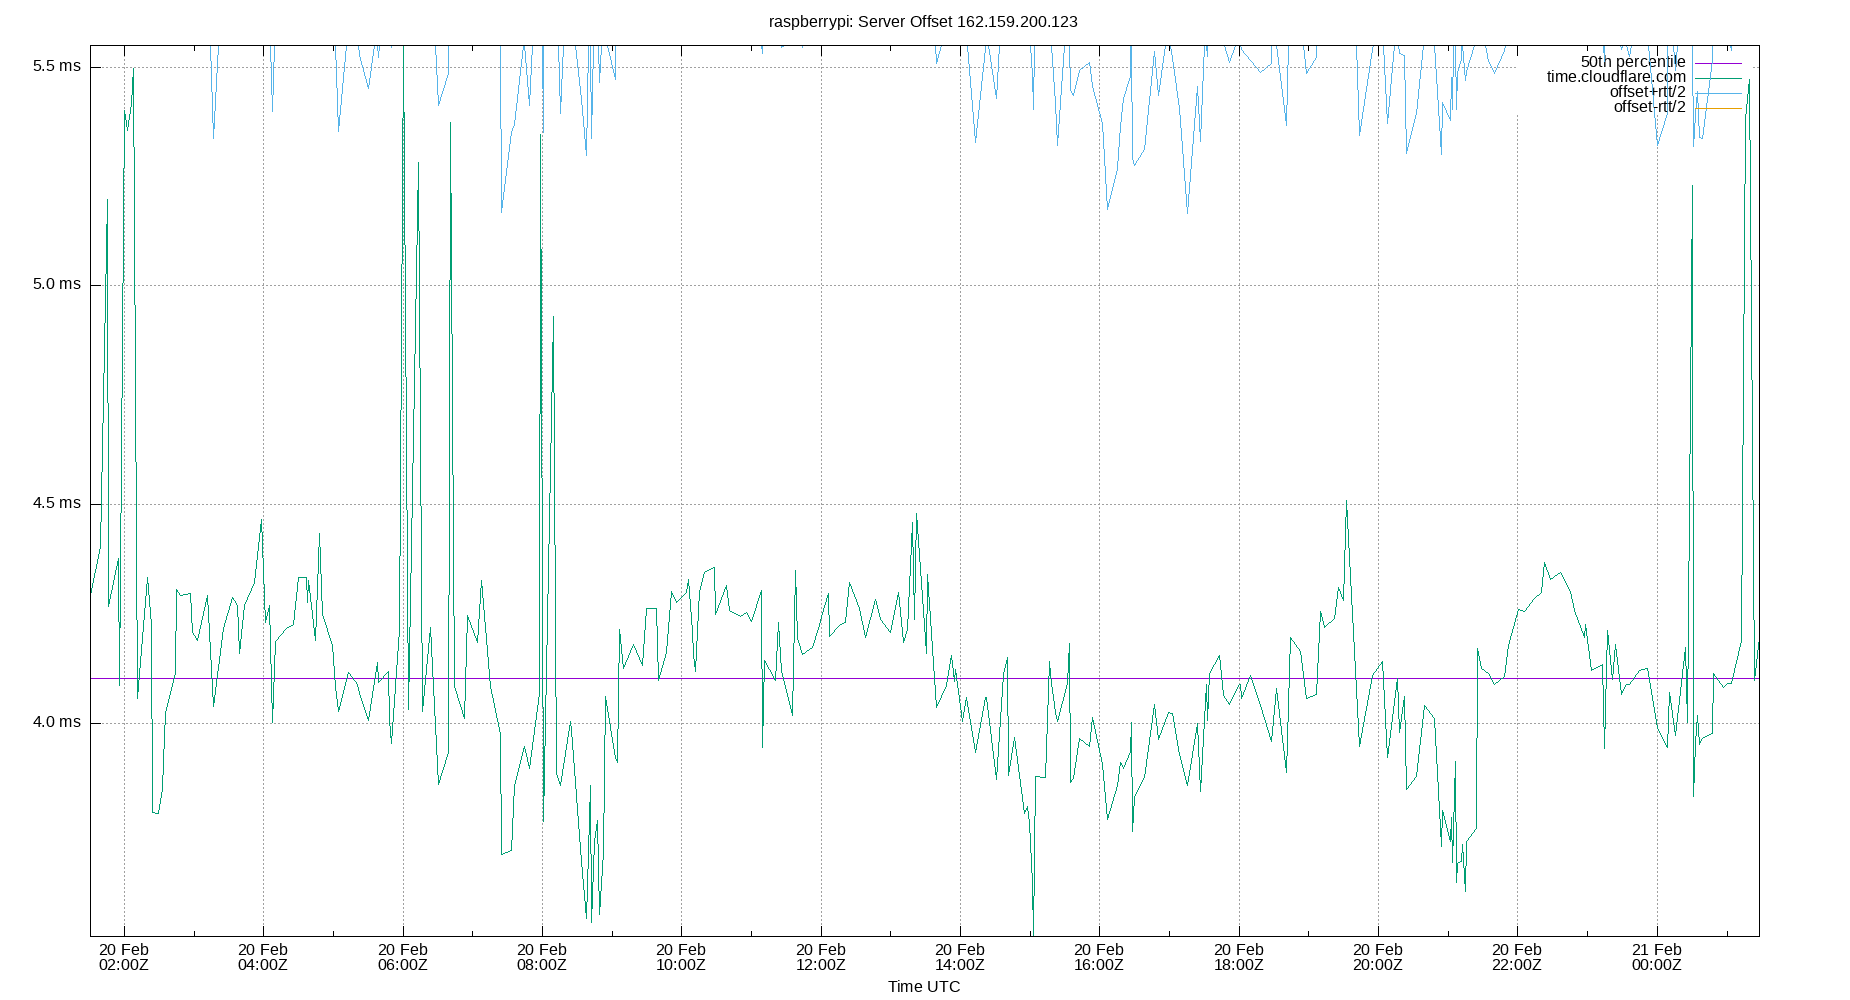 raspberrypi: Server Offset 162.159.200.123
5.5 ms
5.0 ms
4.5 ms
4.0 ms
50th percentile
time.cloudflare.com
offset+rtt/2
offset-rtt/2
20 Feb 20 Feb 20 Feb 20 Feb 20 Feb 20 Feb 20 Feb 20 Feb 20 Feb 20 Feb 20 Feb 21 Feb
02:00Z 04:00Z 06:00Z 08:00Z 10:00Z 12:00Z 14:00Z 16:00Z 18:00Z 20:00Z 22:00Z 00:00Z
Time UTC